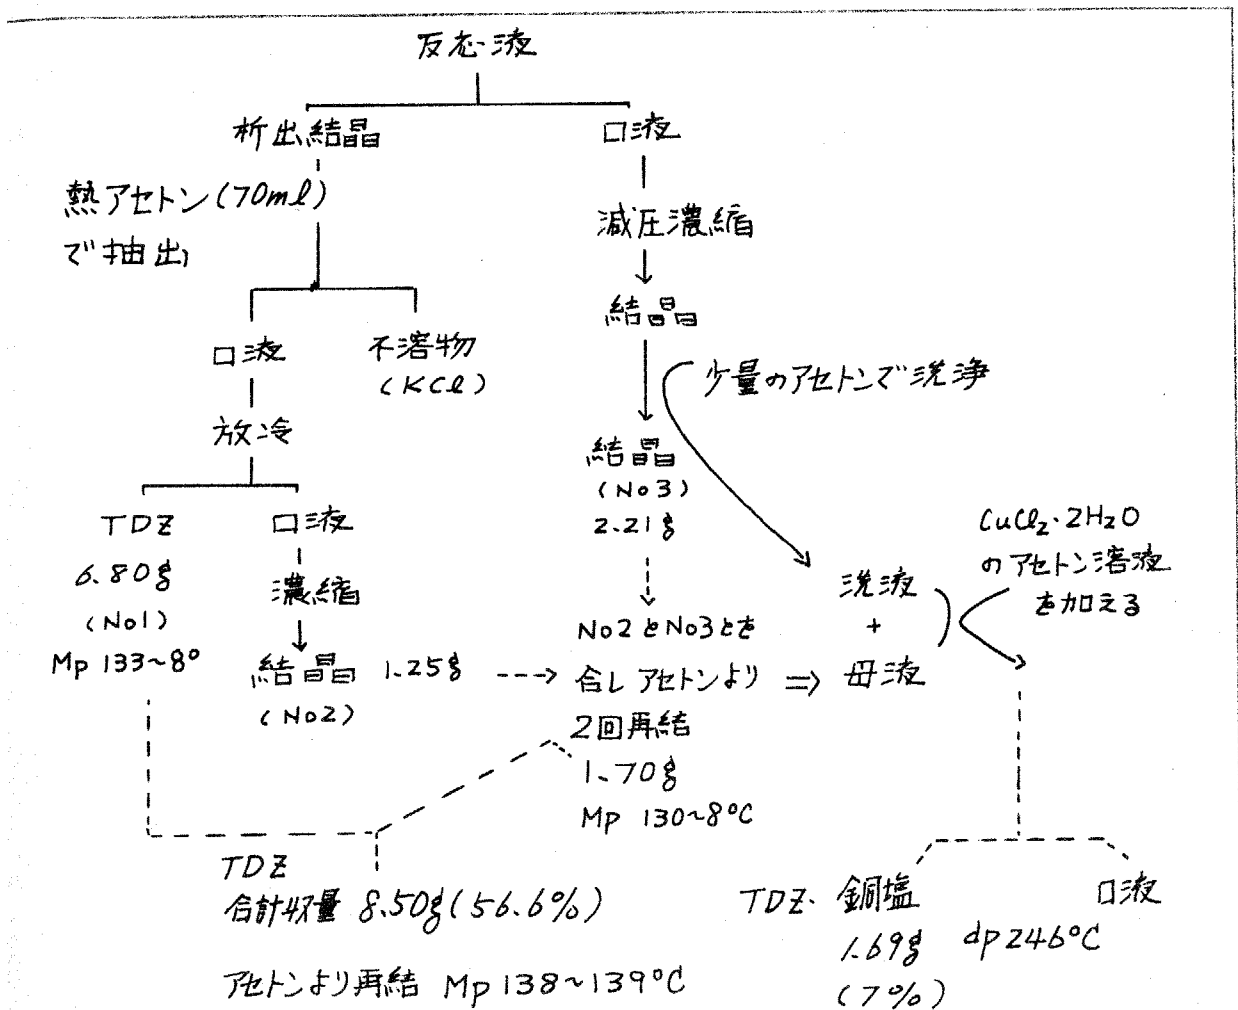 反応液
析出結晶
口液
熱アセトン(70ml)
で抽出
減圧濃縮
結晶
口液
不溶物
(KCl)
少量のアセトンで洗浄
放冷
結晶
(No3)
2.21g
TDZ
6.80g
(No1)
Mp 133~8°
口液
濃縮
結晶 1.25g
(No2)
No2とNo3とを
合し アセトンより
2回再結
1.70g
Mp 130~8°C
⇒
洗液
+
母液
CuCl₂·2H₂O
のアセトン溶液
を加える
TDZ
合計収量 8.50g(56.6%)
アセトンより再結 Mp 138~139°C
TDZ· 銅塩
1.69g dp 246°C
(7%)
口液